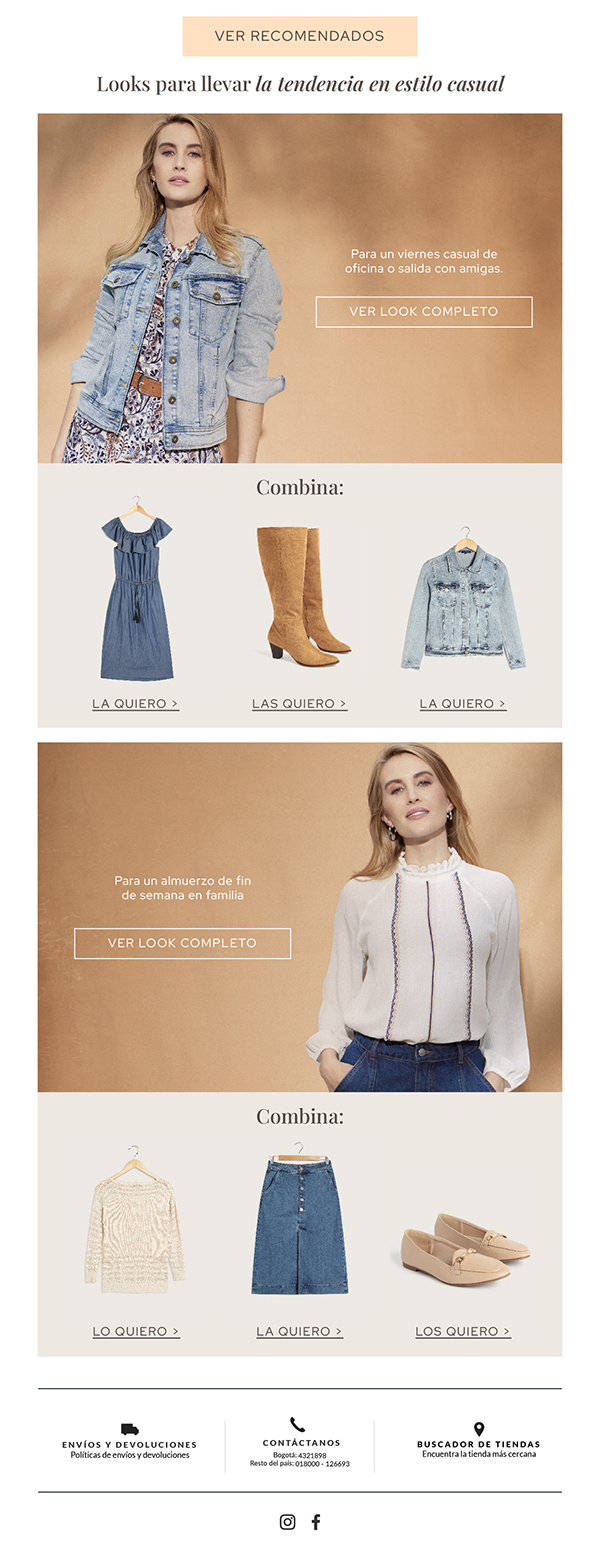 VER RECOMENDADOS
Looks para llevar la tendencia en estilo casual
Para un viernes casual de
oficina o salida con amigas.
VER LOOK COMPLETO
Combina:
LA QUIERO >
LAS QUIERO >
LA QUIERO >
Para un almuerzo de fin
de semana en familia
VER LOOK COMPLETO
Combina:
LO QUIERO >
LA QUIERO >
LOS QUIERO >
ENVÍOS Y DEVOLUCIONES
Políticas de envíos y devoluciones
CONTÁCTANOS
Bogotá: 4321898
Resto del país: 018000 - 126693
BUSCADOR DE TIENDAS
Encuentra la tienda más cercana